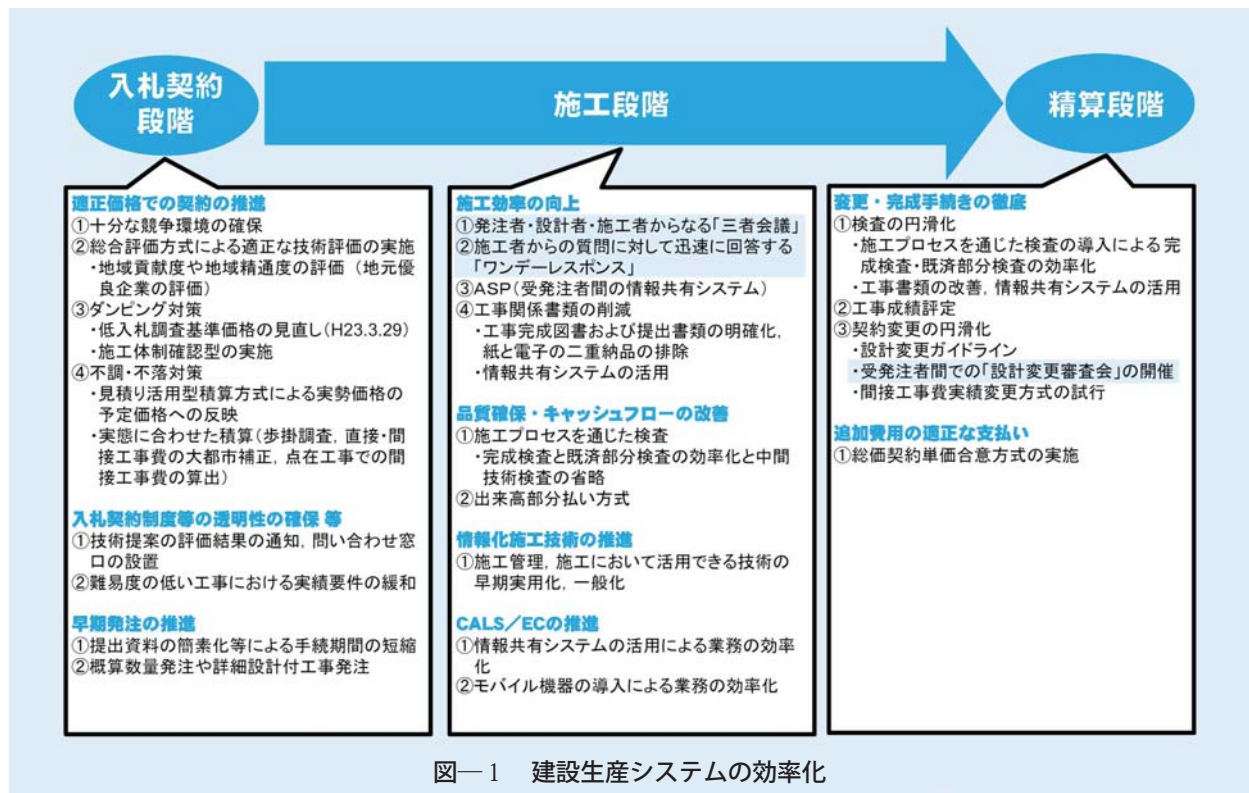 入札契約
段階
施工段階
精算段階
適正価格での契約の推進
①十分な競争環境の確保
②総合評価方式による適正な技術評価の実施
・地域貢献度や地域精通度の評価（地元優
良企業の評価）
③ダンピング対策
・低入札調査基準価格の見直し(H23.3.29)
・施工体制確認型の実施
④不調・不落対策
・見積り活用型積算方式による実勢価格の
予定価格への反映
・実態に合わせた積算（歩掛調査，直接・間
接工事費の大都市補正，点在工事での間
接工事費の算出）
入札契約制度等の透明性の確保 等
①技術提案の評価結果の通知，問い合わせ窓
口の設置
②難易度の低い工事における実績要件の緩和
早期発注の推進
①提出資料の簡素化等による手続期間の短縮
②概算数量発注や詳細設計付工事発注
施工効率の向上
①発注者・設計者・施工者からなる「三者会議」
②施工者からの質問に対して迅速に回答する
「ワンデーレスポンス」
③ASP（受発注者間の情報共有システム）
④工事関係書類の削減
・工事完成図書および提出書類の明確化，
紙と電子の二重納品の排除
・情報共有システムの活用
品質確保・キャッシュフローの改善
①施工プロセスを通じた検査
・完成検査と既済部分検査の効率化と中間
技術検査の省略
②出来高部分払い方式
情報化施工技術の推進
①施工管理，施工において活用できる技術の
早期実用化，一般化
CALS／ECの推進
①情報共有システムの活用による業務の効率
化
②モバイル機器の導入による業務の効率化
変更・完成手続きの徹底
①検査の円滑化
・施工プロセスを通じた検査の導入による完
成検査・既済部分検査の効率化
・工事書類の改善，情報共有システムの活用
②工事成績評定
③契約変更の円滑化
・設計変更ガイドライン
・受発注者間での「設計変更審査会」の開催
・間接工事費実績変更方式の試行
追加費用の適正な支払い
①総価契約単価合意方式の実施
図―1 建設生産システムの効率化